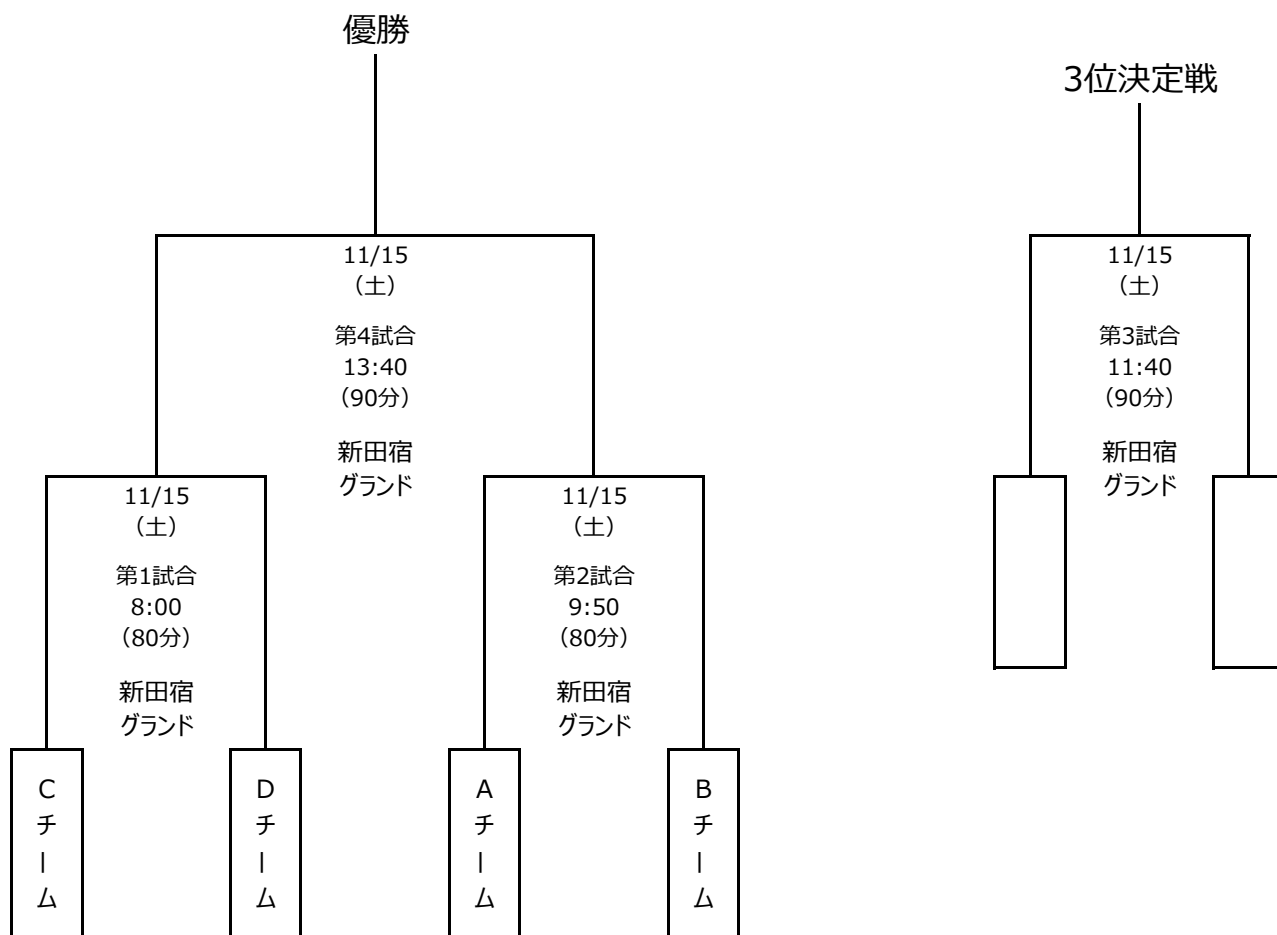 優勝
3位決定戦
11/15
（土）
第4試合
13:40
（90分）
新田宿
グランド
11/15
（土）
第3試合
11:40
（90分）
新田宿
グランド
11/15
（土）
第1試合
8:00
（80分）
新田宿
グランド
11/15
（土）
第2試合
9:50
（80分）
新田宿
グランド
Cチーム
Dチーム
Aチーム
Bチーム